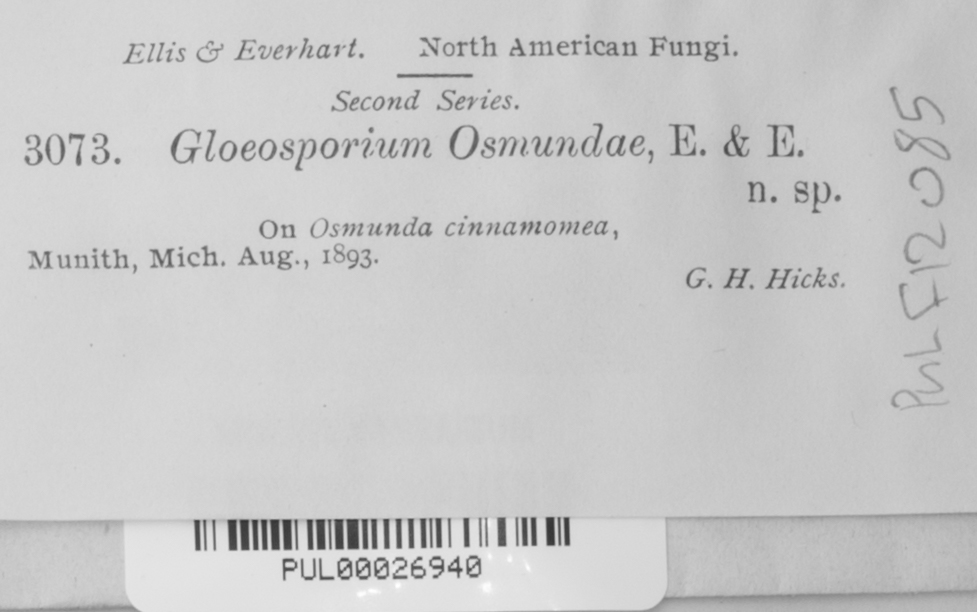 Ellis & Everhart. North American Fungi.
Second Series.
3073. Gloeosporium Osmundae, E. & E.
n. sp.
On Osmunda cinnamomea,
Munith, Mich. Aug., 1893.
G. H. Hicks.
PUL F12085
PUL00026940